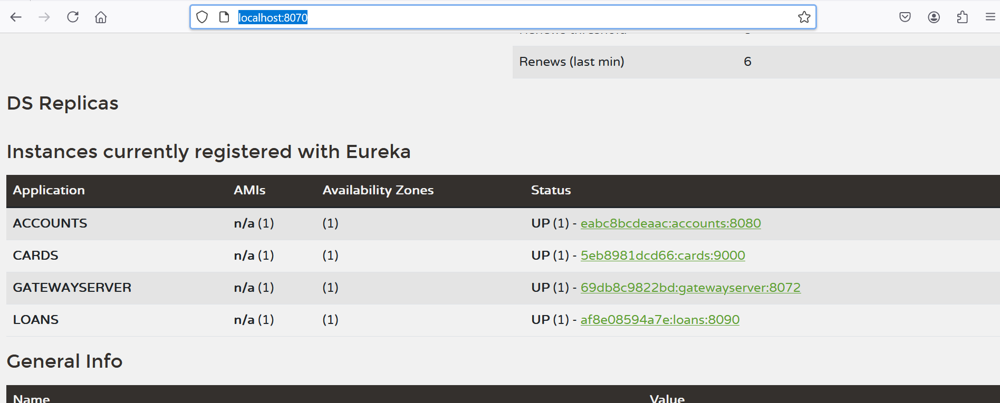 localhost:8070
Renews (last min) 6
DS Replicas
Instances currently registered with Eureka
Application AMIs Availability Zones Status
ACCOUNTS n/a (1) (1) UP (1) - eabc8bcdeaac:accounts:8080
CARDS n/a (1) (1) UP (1) - 5eb8981dcd66:cards:9000
GATEWAYSERVER n/a (1) (1) UP (1) - 69db8c9822bd:gatewayserver:8072
LOANS n/a (1) (1) UP (1) - af8e08594a7e:loans:8090
General Info
Name Value